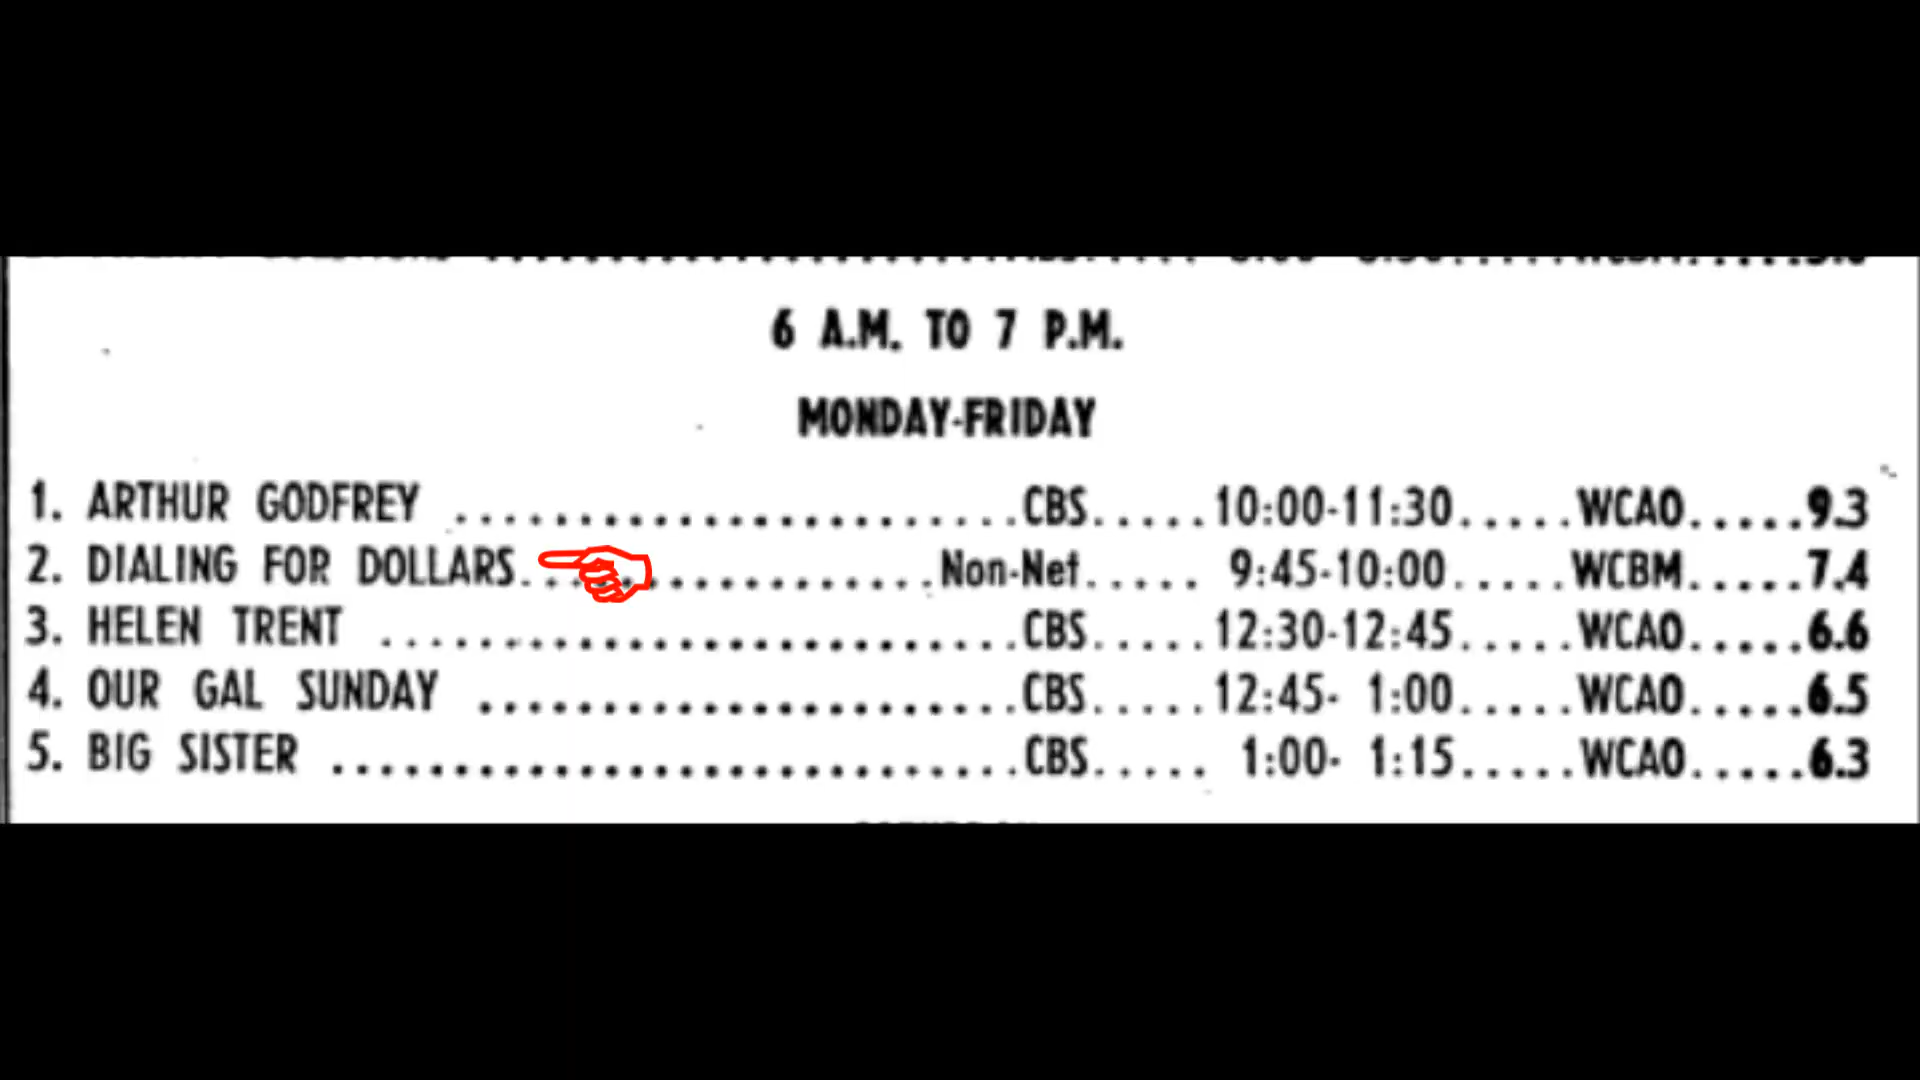 6 A.M. TO 7 P.M.
MONDAY-FRIDAY
1. ARTHUR GODFREY ........................CBS.....10:00-11:30.....WCAO.....9.3
2. DIALING FOR DOLLARS.................Non-Net..... 9:45-10:00.....WCBM.....7.4
3. HELEN TRENT ..........................CBS.....12:30-12:45.....WCAO.....6.6
4. OUR GAL SUNDAY ......................CBS.....12:45- 1:00.....WCAO.....6.5
5. BIG SISTER ............................CBS..... 1:00- 1:15.....WCAO.....6.3